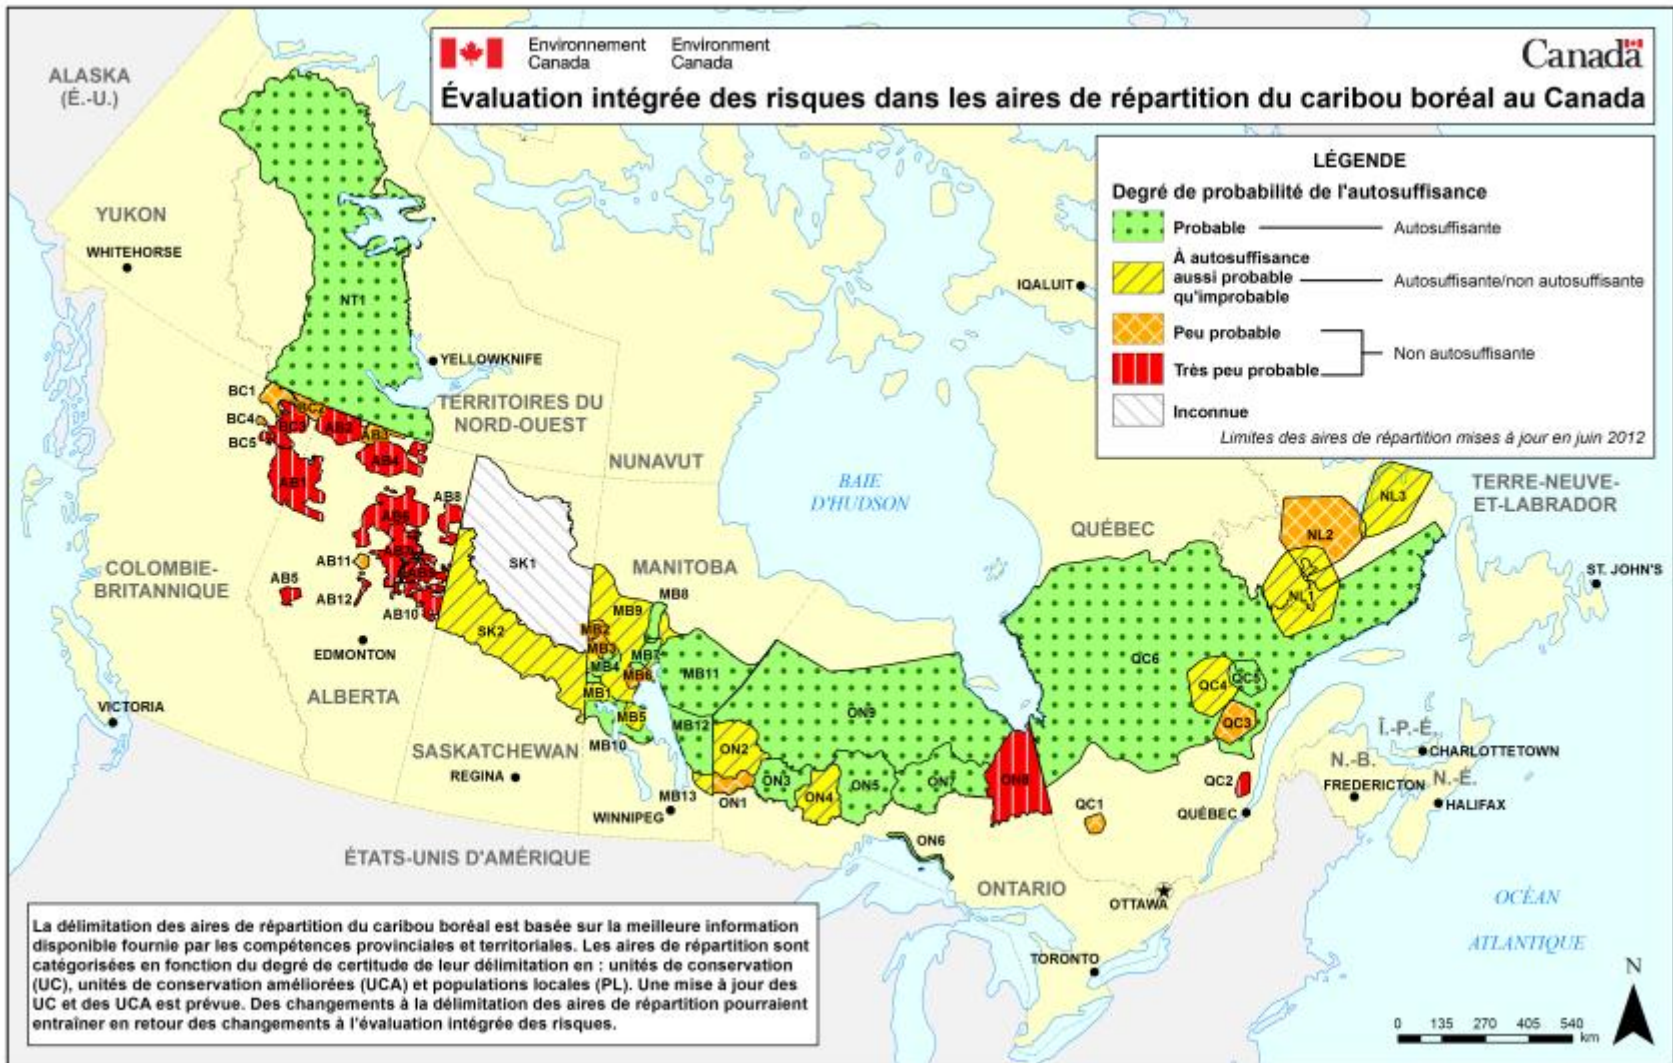 Environnement Canada
Environment Canada
Canada
Évaluation intégrée des risques dans les aires de répartition du caribou boréal au Canada
LÉGENDE
Degré de probabilité de l'autosuffisance
Probable
Autosuffisante
À autosuffisance
aussi probable
qu'improbable
Autosuffisante/non autosuffisante
Peu probable
Très peu probable
Non autosuffisante
Inconnue
Limites des aires de répartition mises à jour en juin 2012
ALASKA
(É.-U.)
YUKON
WHITEHORSE
IQALUIT
NT1
YELLOWKNIFE
TERRITOIRES DU
NORD-OUEST
NUNAVUT
BAIE
D'HUDSON
QUÉBEC
TERRE-NEUVE-
ET-LABRADOR
ST. JOHN'S
BC1
BC2
BC4
BC3
BC5
AB2
AB3
AB4
AB1
AB8
AB6
AB7
AB9
AB11
AB5
AB12
AB10
COLOMBIE-
BRITANNIQUE
EDMONTON
ALBERTA
VICTORIA
SK1
SK2
MANITOBA
SASKATCHEWAN
REGINA
MB8
MB9
MB2
MB3
MB7
MB4
MB6
MB11
MB1
MB5
MB12
MB10
MB13
WINNIPEG
NL3
NL2
NL1
QC6
QC5
QC4
QC3
QC2
QC1
ON9
ON2
ON8
ON7
ON3
ON5
ON4
ON1
ON6
Î.-P.-É.
CHARLOTTETOWN
N.-B.
N.-É.
FREDERICTON
HALIFAX
QUÉBEC
ÉTATS-UNIS D'AMÉRIQUE
ONTARIO
OTTAWA
TORONTO
OCÉAN
ATLANTIQUE
La délimitation des aires de répartition du caribou boréal est basée sur la meilleure information
disponible fournie par les compétences provinciales et territoriales. Les aires de répartition sont
catégorisées en fonction du degré de certitude de leur délimitation en : unités de conservation
(UC), unités de conservation améliorées (UCA) et populations locales (PL). Une mise à jour des
UC et des UCA est prévue. Des changements à la délimitation des aires de répartition pourraient
entraîner en retour des changements à l'évaluation intégrée des risques.
N
0 135 270 405 540
km